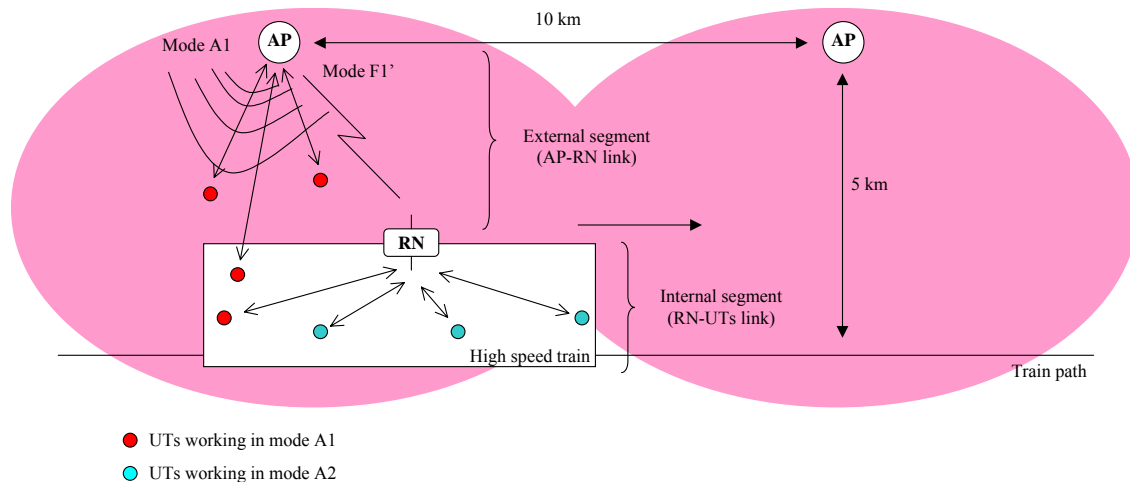 10 km
Mode A1
AP
AP
Mode F1’
External segment
(AP-RN link)
5 km
RN
Internal segment
(RN-UTs link)
High speed train
Train path
UTs working in mode A1
UTs working in mode A2